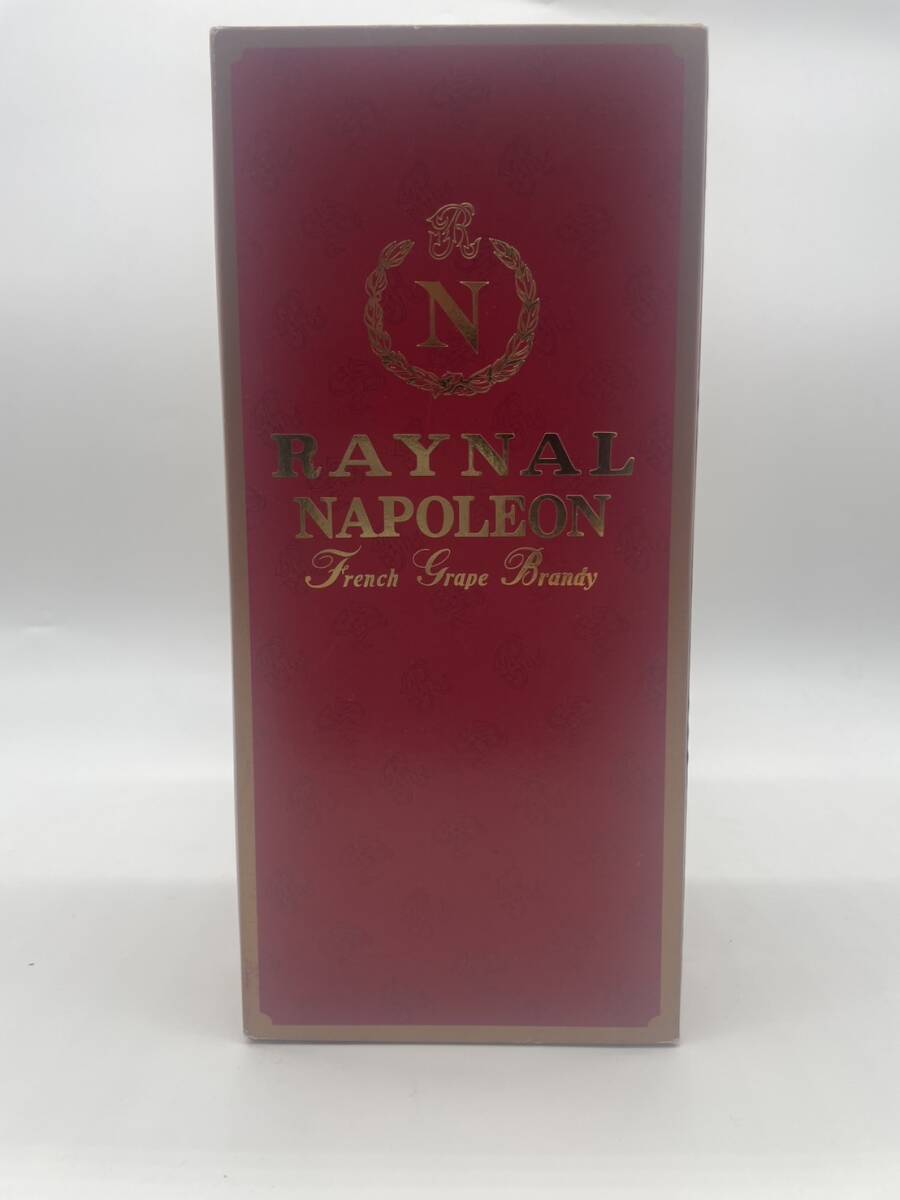 R
N
RAYNAL
NAPOLEON
French Grape Brandy